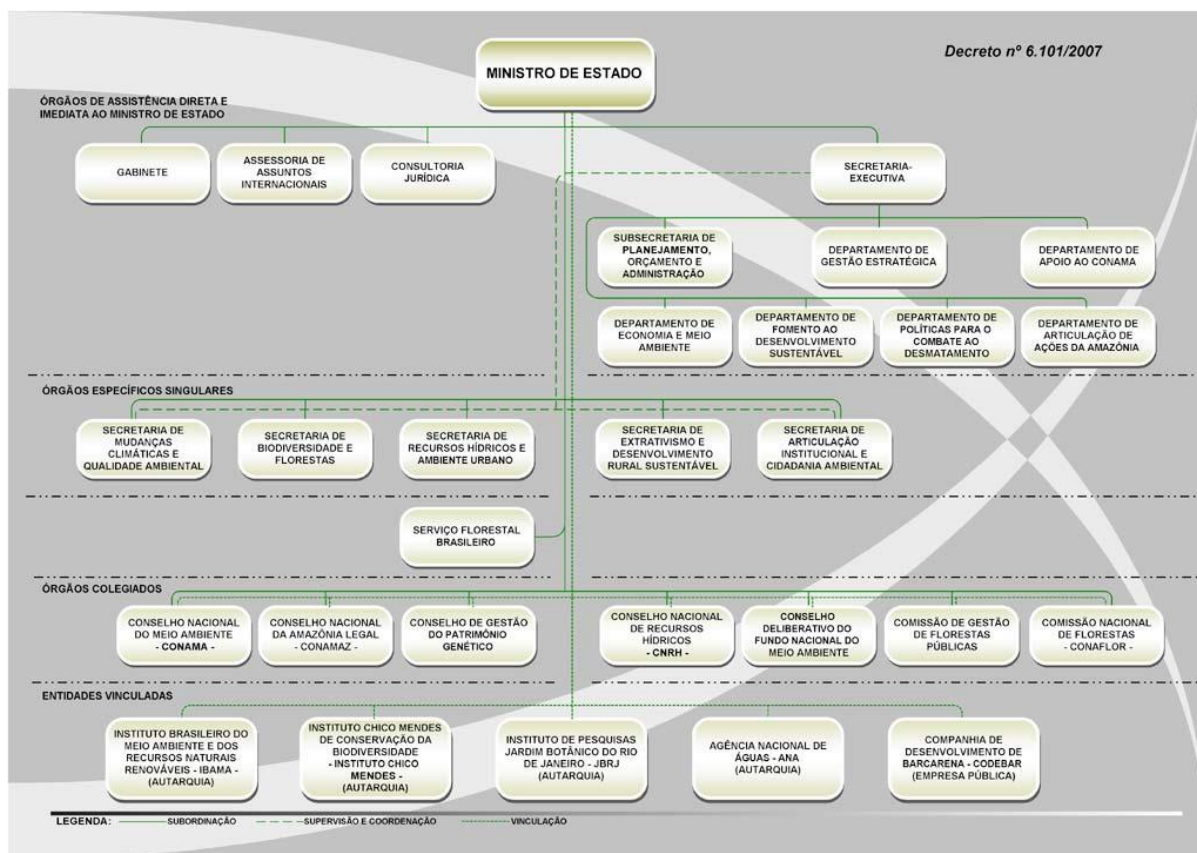 Decreto nº 6.101/2007
MINISTRO DE ESTADO
ÓRGÃOS DE ASSISTÊNCIA DIRETA E
IMEDIATA AO MINISTRO DE ESTADO
GABINETE
ASSESSORIA DE
ASSUNTOS
INTERNACIONAIS
CONSULTORIA
JURÍDICA
SECRETARIA-
EXECUTIVA
SUBSECRETARIA DE
PLANEJAMENTO,
ORÇAMENTO E
ADMINISTRAÇÃO
DEPARTAMENTO DE
GESTÃO ESTRATÉGICA
DEPARTAMENTO DE
APOIO AO CONAMA
DEPARTAMENTO DE
ECONOMIA E MEIO
AMBIENTE
DEPARTAMENTO DE
FOMENTO AO
DESENVOLVIMENTO
SUSTENTÁVEL
DEPARTAMENTO DE
POLÍTICAS PARA O
COMBATE AO
DESMATAMENTO
DEPARTAMENTO DE
ARTICULAÇÃO DE
AÇÕES DA AMAZÔNIA
ÓRGÃOS ESPECÍFICOS SINGULARES
SECRETARIA DE
MUDANÇAS
CLIMÁTICAS E
QUALIDADE AMBIENTAL
SECRETARIA DE
BIODIVERSIDADE E
FLORESTAS
SECRETARIA DE
RECURSOS HÍDRICOS E
AMBIENTE URBANO
SECRETARIA DE
EXTRATIVISMO E
DESENVOLVIMENTO
RURAL SUSTENTÁVEL
SECRETARIA DE
ARTICULAÇÃO
INSTITUCIONAL E
CIDADANIA AMBIENTAL
SERVIÇO FLORESTAL
BRASILEIRO
ÓRGÃOS COLEGIADOS
CONSELHO NACIONAL
DO MEIO AMBIENTE
- CONAMA -
CONSELHO NACIONAL
DA AMAZÔNIA LEGAL
- CONAMAZ -
CONSELHO DE GESTÃO
DO PATRIMÔNIO
GENÉTICO
CONSELHO NACIONAL
DE RECURSOS
HÍDRICOS
- CNRH -
CONSELHO
DELIBERATIVO DO
FUNDO NACIONAL DO
MEIO AMBIENTE
COMISSÃO DE GESTÃO
DE FLORESTAS
PÚBLICAS
COMISSÃO NACIONAL
DE FLORESTAS
- CONAFLOR -
ENTIDADES VINCULADAS
INSTITUTO BRASILEIRO DO
MEIO AMBIENTE E DOS
RECURSOS NATURAIS
RENOVÁVEIS - IBAMA -
(AUTARQUIA)
INSTITUTO CHICO MENDES
DE CONSERVAÇÃO DA
BIODIVERSIDADE
- INSTITUTO CHICO
MENDES -
(AUTARQUIA)
INSTITUTO DE PESQUISAS
JARDIM BOTÂNICO DO RIO
DE JANEIRO - JBRJ
(AUTARQUIA)
AGÊNCIA NACIONAL DE
ÁGUAS - ANA
(AUTARQUIA)
COMPANHIA DE
DESENVOLVIMENTO DE
BARCARENA - CODEBAR
(EMPRESA PÚBLICA)
LEGENDA: SUBORDINAÇÃO SUPERVISÃO E COORDENAÇÃO VINCULAÇÃO